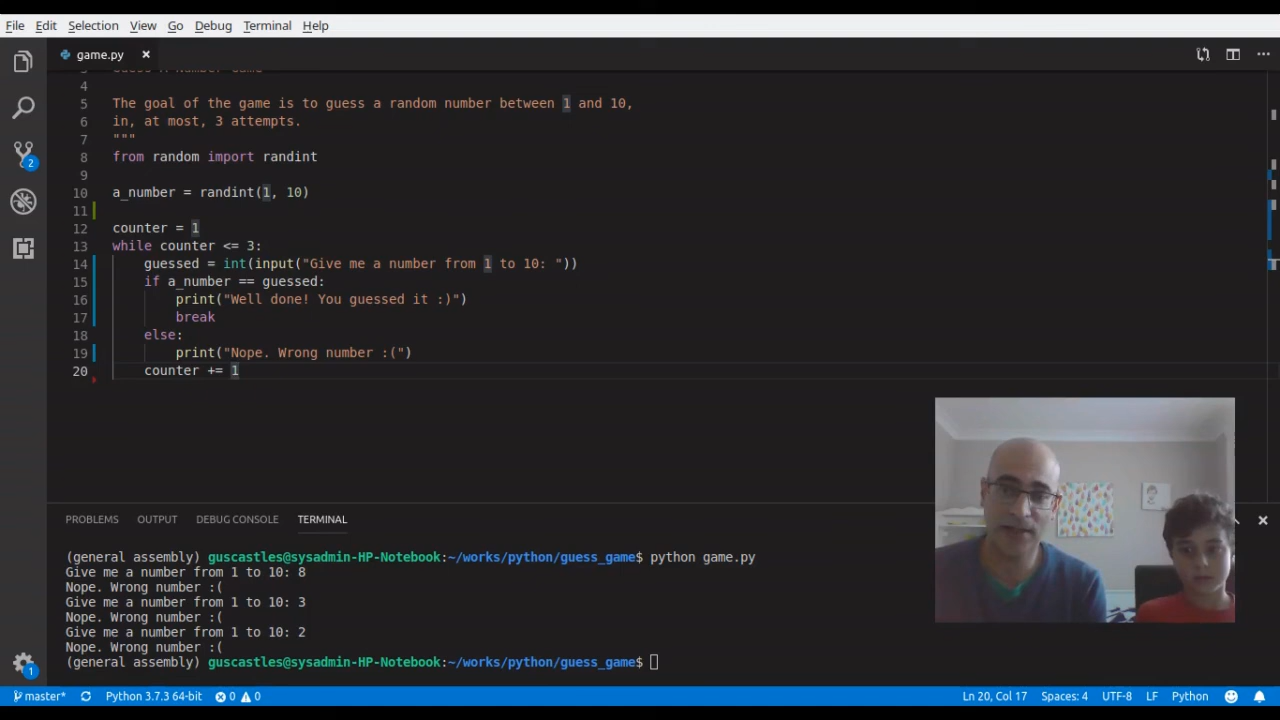 File Edit Selection View Go Debug Terminal Help
game.py
4
5 The goal of the game is to guess a random number between 1 and 10,
6 in, at most, 3 attempts.
7 """
8 from random import randint
9
10 a_number = randint(1, 10)
11
12 counter = 1
13 while counter <= 3:
14 guessed = int(input("Give me a number from 1 to 10: "))
15 if a_number == guessed:
16 print("Well done! You guessed it :)")
17 break
18 else:
19 print("Nope. Wrong number :(")
20 counter += 1
2
PROBLEMS OUTPUT DEBUG CONSOLE TERMINAL
(general assembly) guscastles@sysadmin-HP-Notebook:~/works/python/guess_game$ python game.py
Give me a number from 1 to 10: 8
Nope. Wrong number :(
Give me a number from 1 to 10: 3
Nope. Wrong number :(
Give me a number from 1 to 10: 2
Nope. Wrong number :(
(general assembly) guscastles@sysadmin-HP-Notebook:~/works/python/guess_game$
1
master* Python 3.7.3 64-bit 0 0 Ln 20, Col 17 Spaces: 4 UTF-8 LF Python